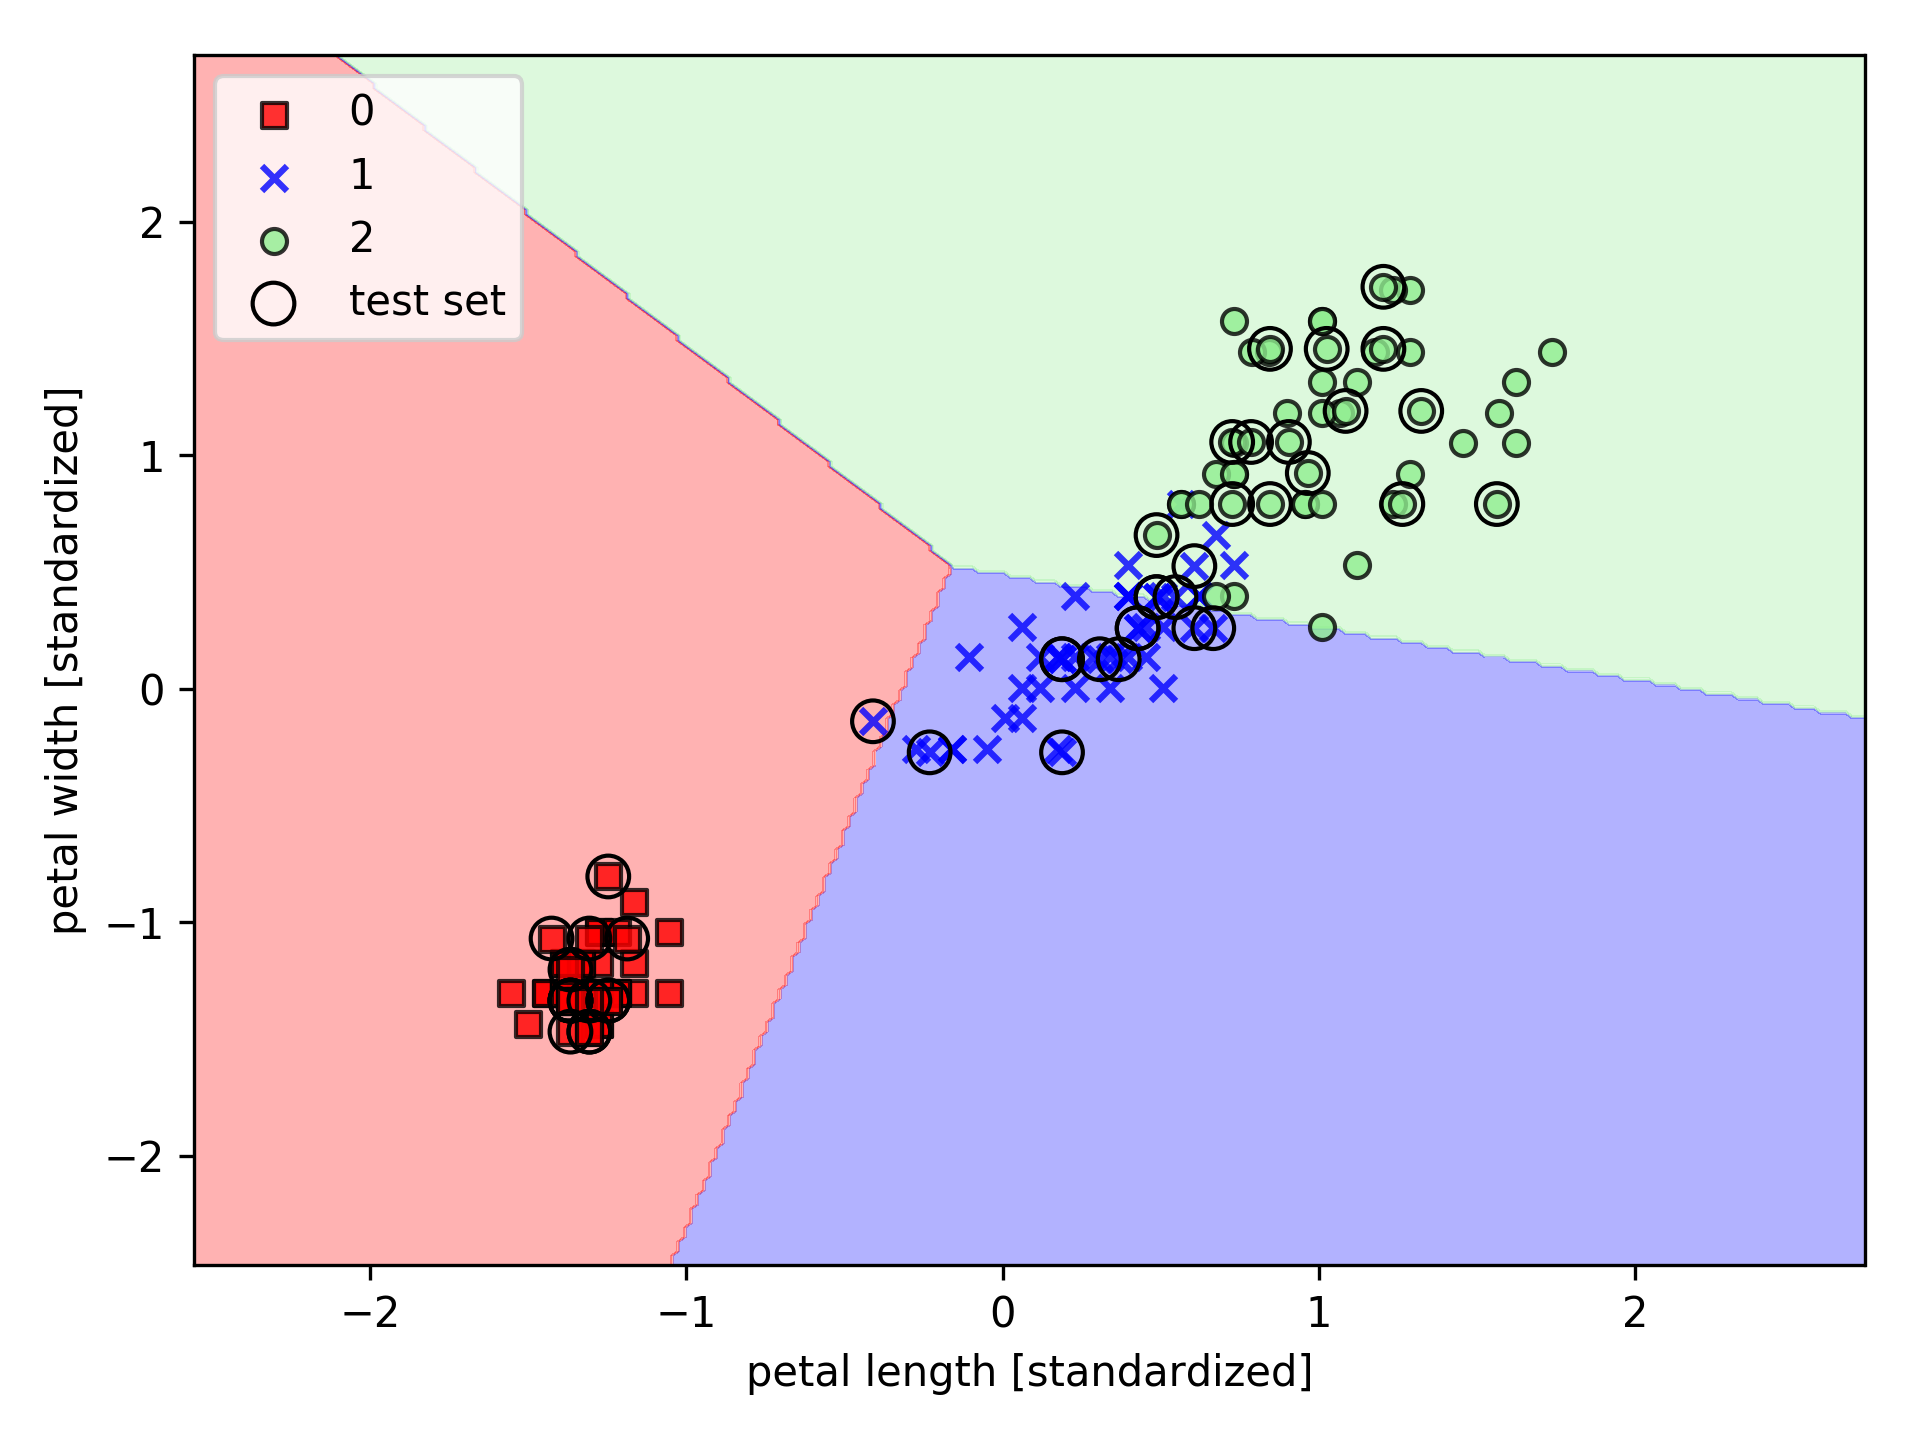 0
1
2
test set
2
1
0
−1
−2
petal width [standardized]
−2 −1 0 1 2
petal length [standardized]